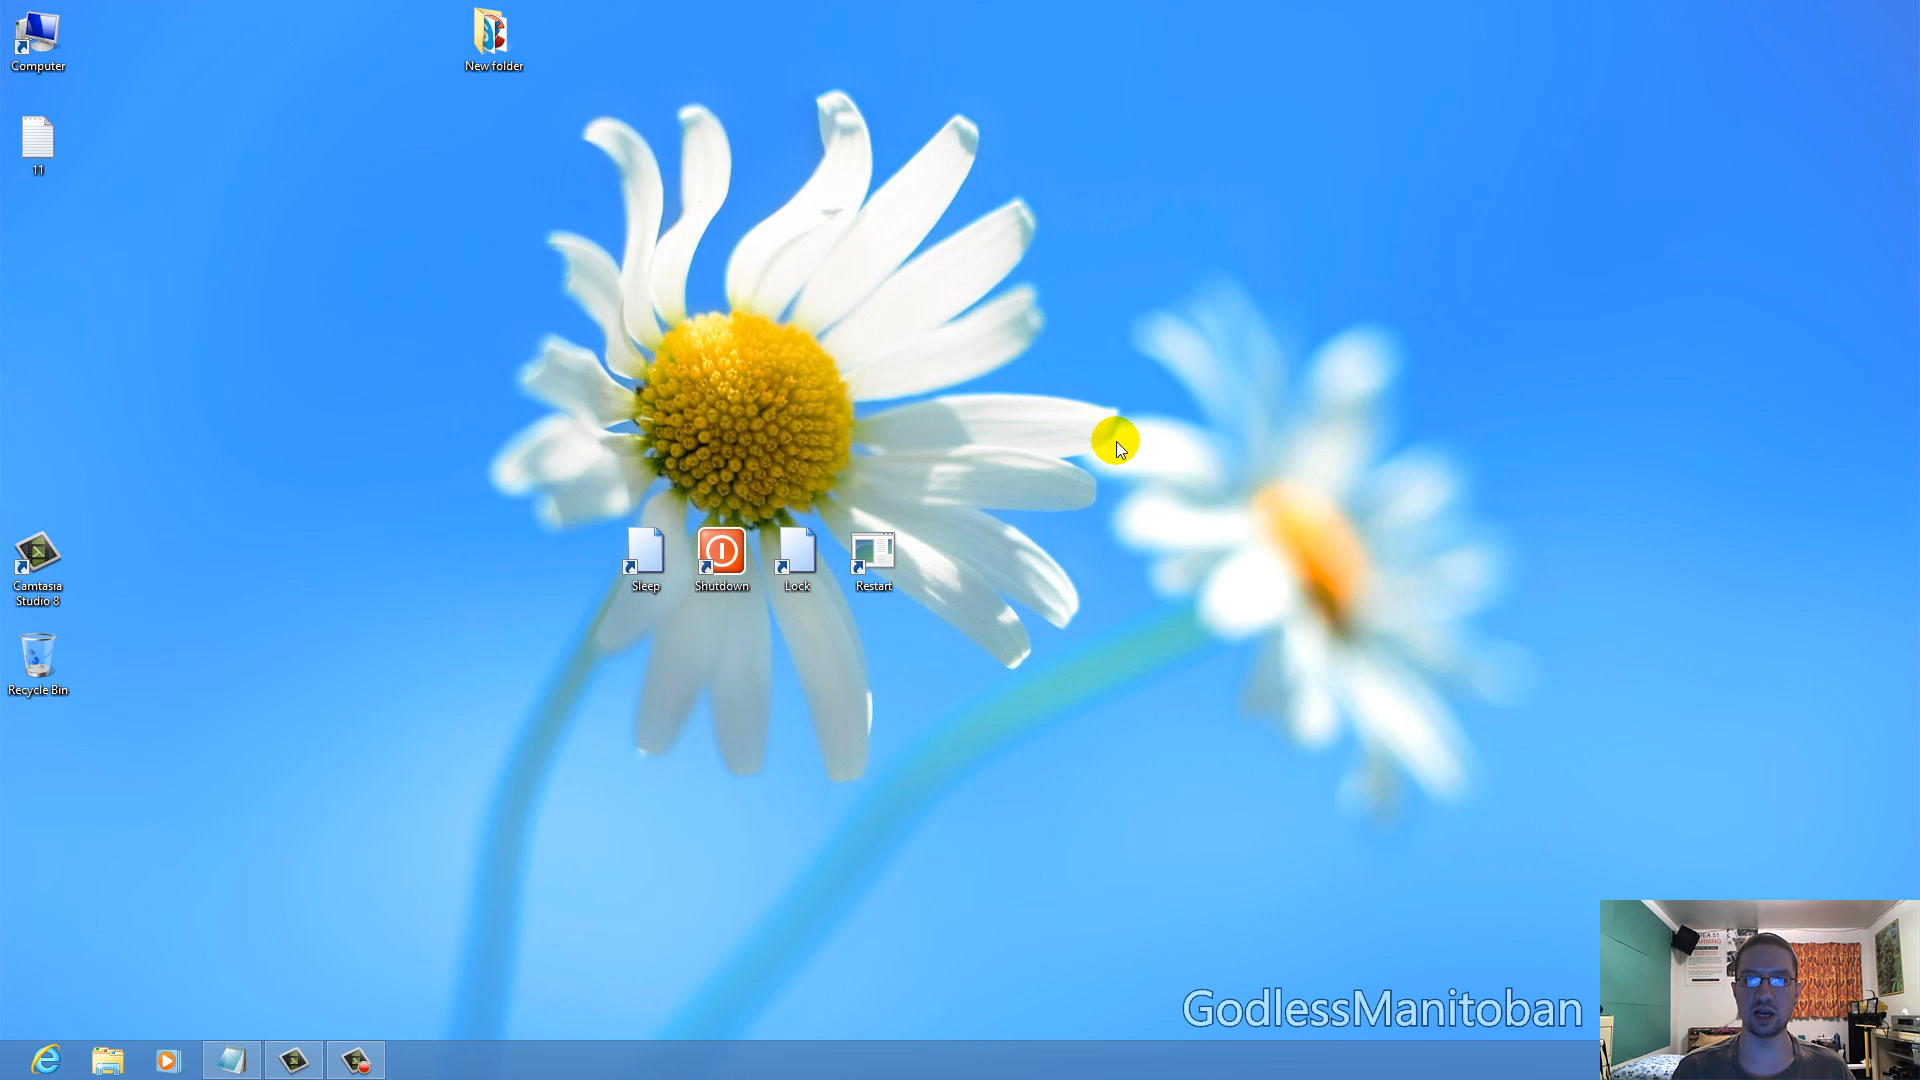 Computer
New folder
11
Sleep
Shutdown
Lock
Restart
Camtasia
Studio 8
Recycle Bin
GodlessManitoban